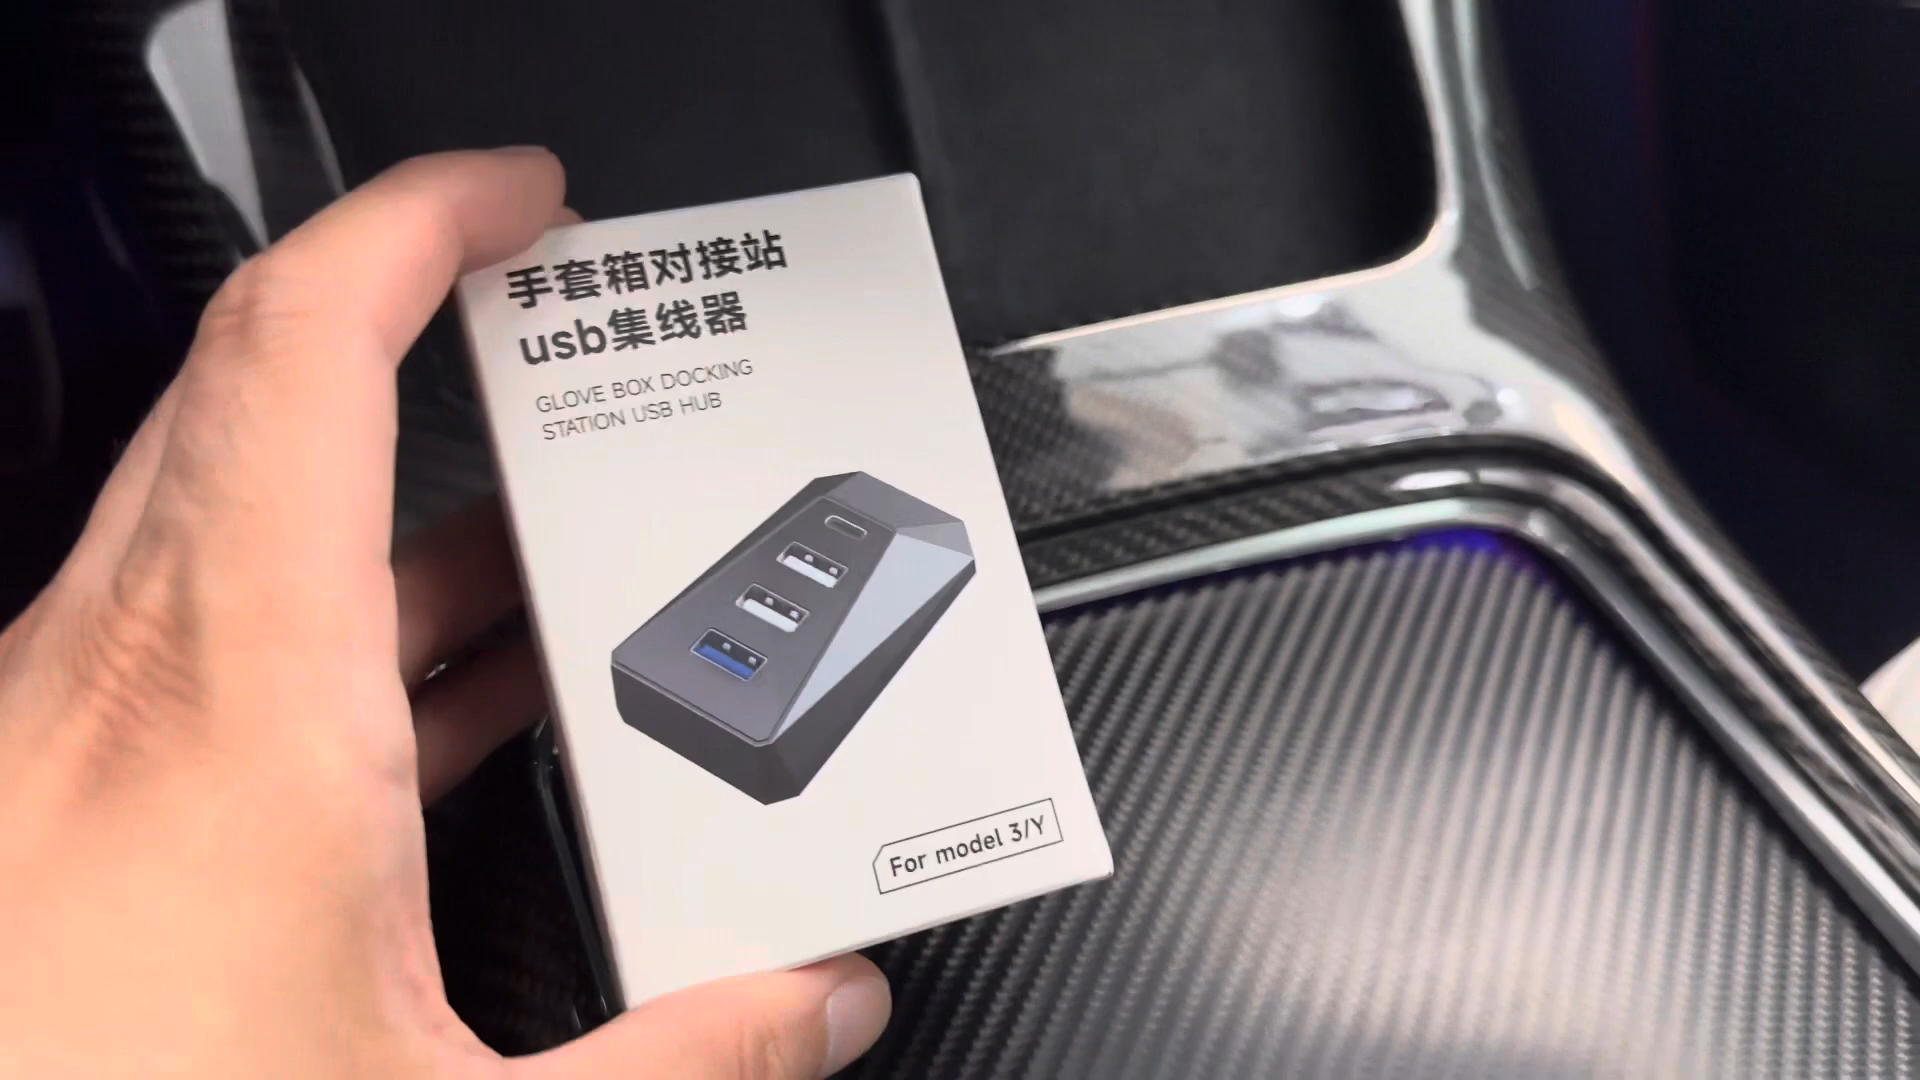 手套箱对接站
usb集线器
GLOVE BOX DOCKING
STATION USB HUB
For model 3/Y